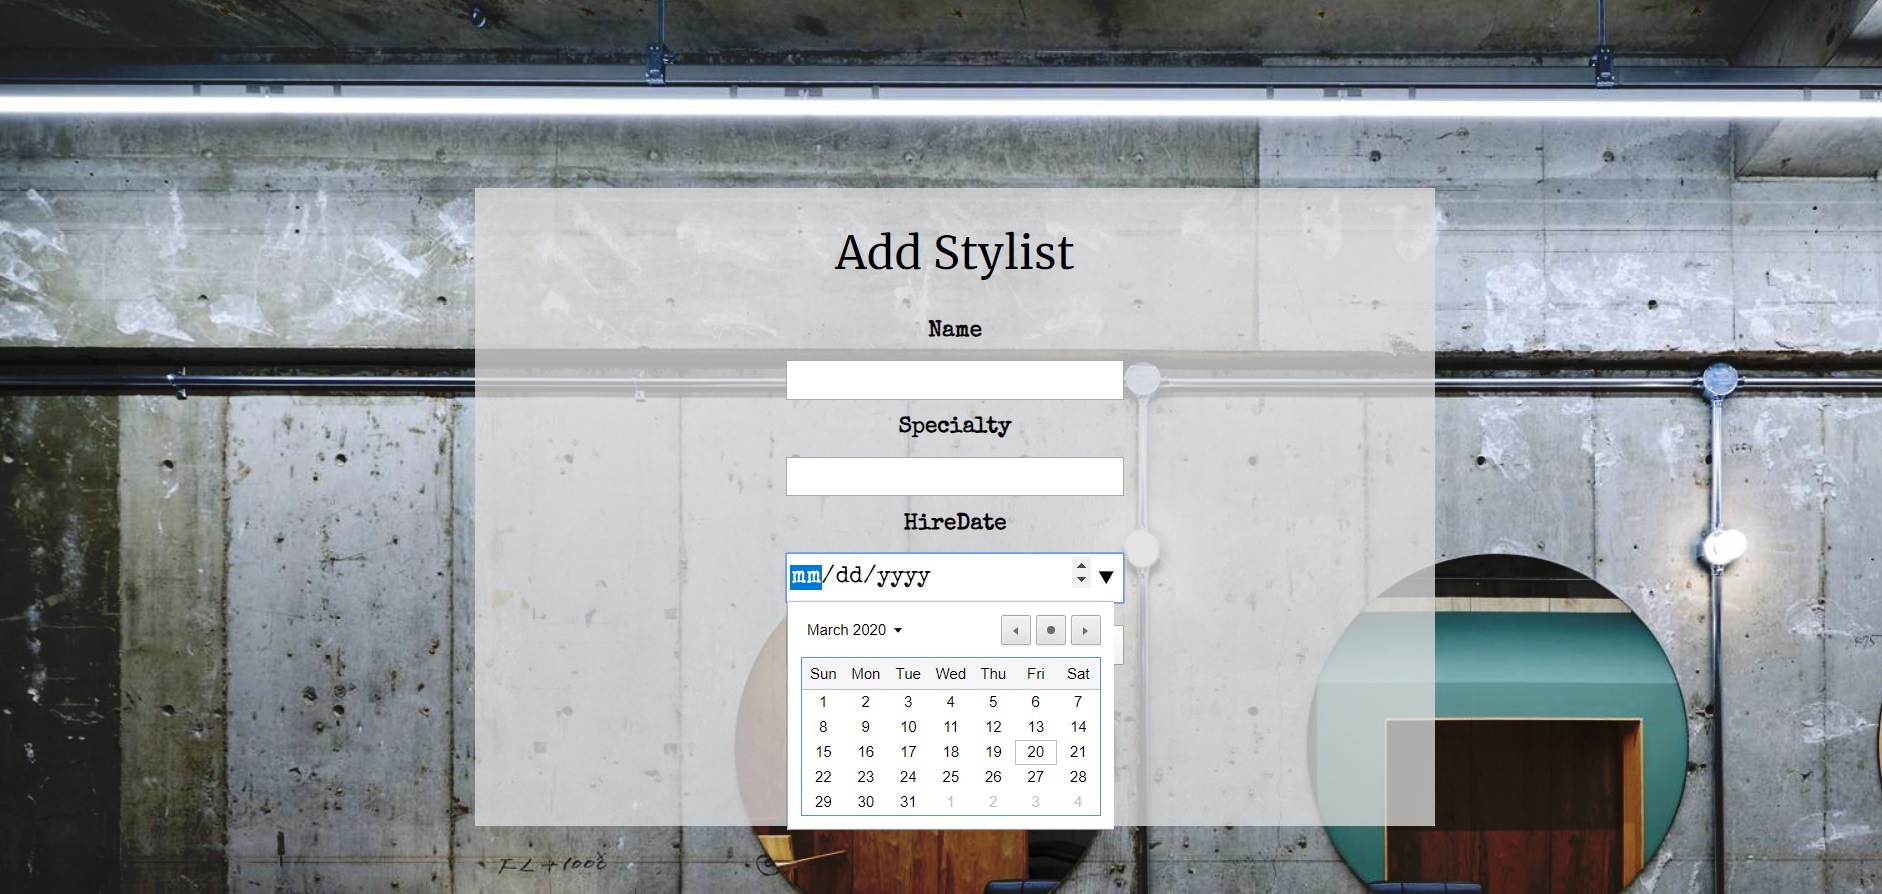 Add Stylist
Name
Specialty
HireDate
mm/dd/yyyy
March 2020
Sun Mon Tue Wed Thu Fri Sat
1 2 3 4 5 6 7
8 9 10 11 12 13 14
15 16 17 18 19 20 21
22 23 24 25 26 27 28
29 30 31 1 2 3 4
FL +1000